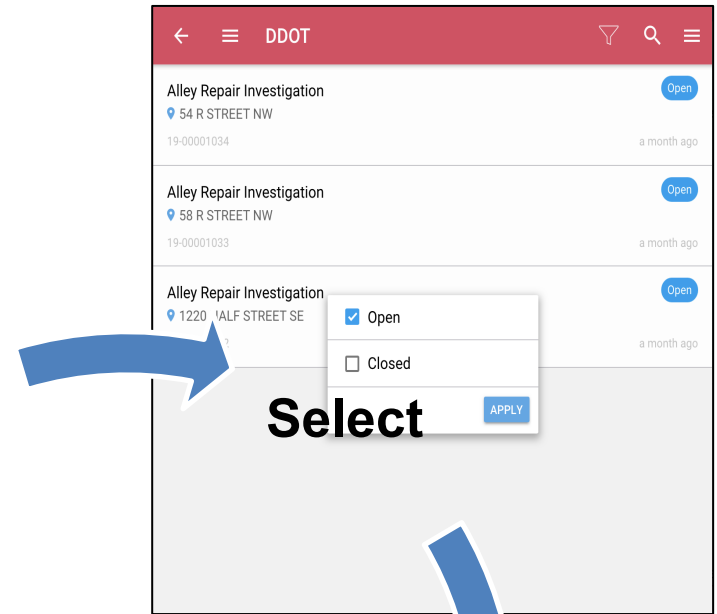 DDOT
Alley Repair Investigation
Open
54 R STREET NW
19-00001034
a month ago
Alley Repair Investigation
Open
58 R STREET NW
19-00001033
a month ago
Alley Repair Investigation
Open
1220 HALF STREET SE
a month ago
Open
Closed
APPLY
Select